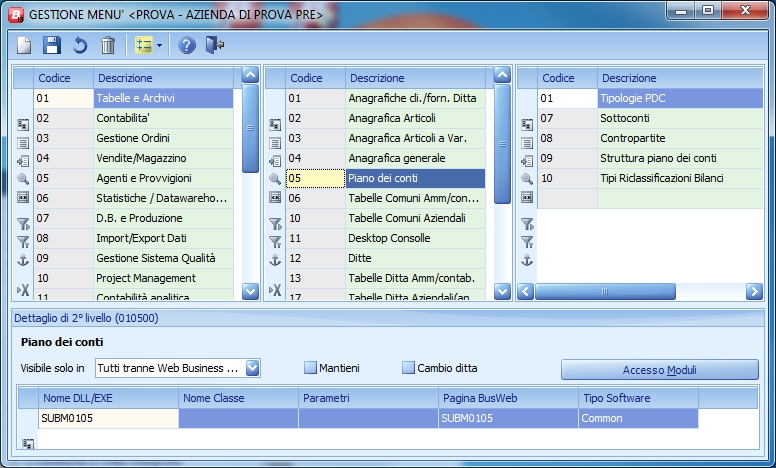 GESTIONE MENU' <PROVA - AZIENDA DI PROVA PRE>
Codice Descrizione
01 Tabelle e Archivi
02 Contabilita'
03 Gestione Ordini
04 Vendite/Magazzino
05 Agenti e Provvigioni
06 Statistiche / Datawareho...
07 D.B. e Produzione
08 Import/Export Dati
09 Gestione Sistema Qualità
10 Project Management
11 Contabilità analitica
Codice Descrizione
01 Anagrafiche cli./forn. Ditta
02 Anagrafica Articoli
03 Anagrafica Articoli a Var.
04 Anagrafica generale
05 Piano dei conti
06 Tabelle Comuni Amm/con...
10 Tabelle Comuni Aziendali
11 Desktop Consolle
12 Ditte
13 Tabelle Ditta Amm/contab.
17 Tabelle Ditta Aziendali/an
Codice Descrizione
01 Tipologie PDC
07 Sottoconti
08 Contropartite
09 Struttura piano dei conti
10 Tipi Riclassificazioni Bilanci
Dettaglio di 2° livello (010500)
Piano dei conti
Visibile solo in Tutti tranne Web Business ... Mantieni Cambio ditta Accesso Moduli
Nome DLL/EXE Nome Classe Parametri Pagina BusWeb Tipo Software
SUBM0105 SUBM0105 Common